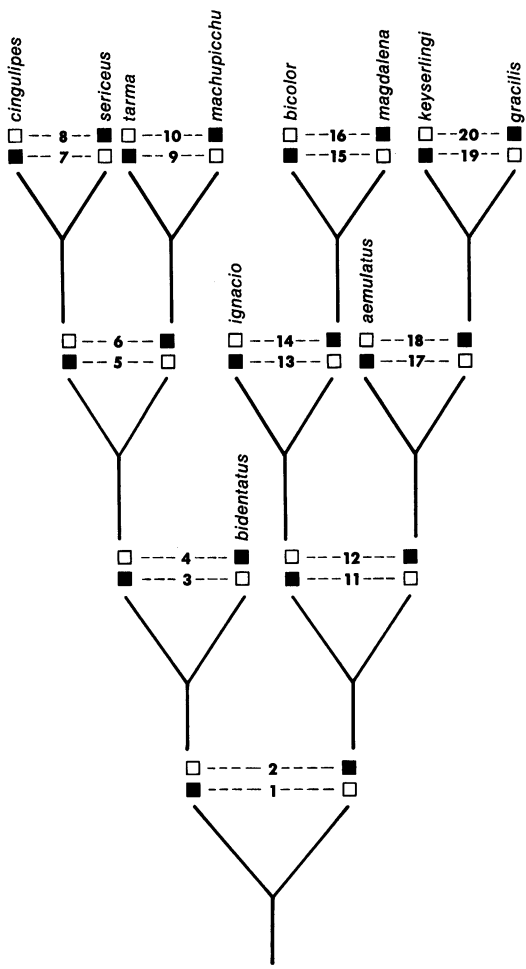 cingulipes
sericeus
tarma
machupicchu
bicolor
magdalena
keyserlingi
gracilis
8 10 16 20
7 9 15 19
ignacio
aemulatus
6 14 18
5 13 17
bidentatus
4 12
3 11
2
1